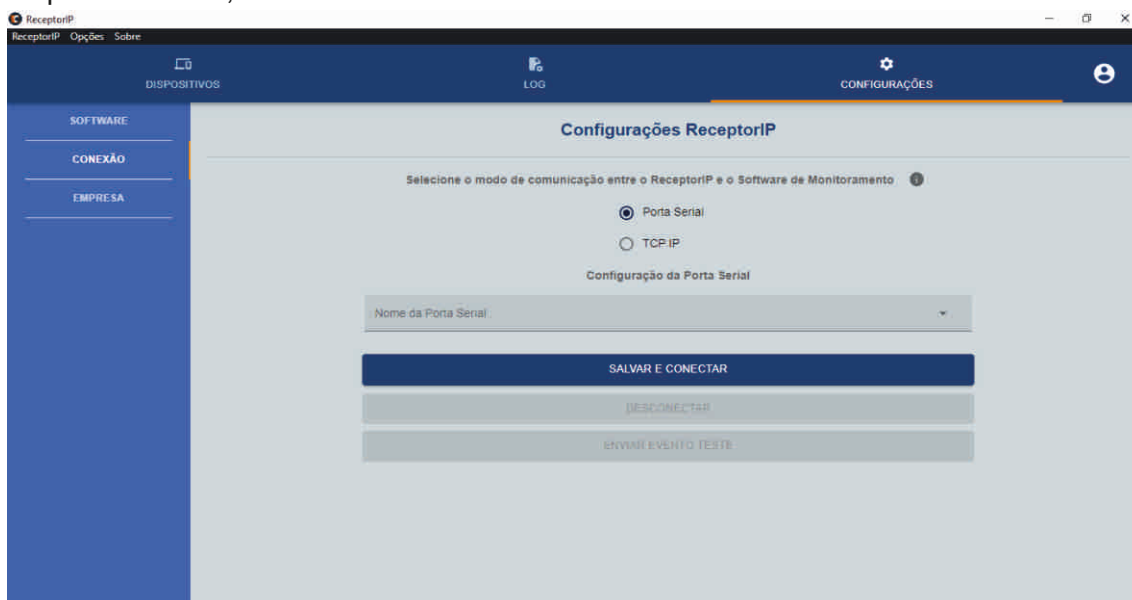 ReceptorIP
ReceptorIP Opções Sobre
DISPOSITIVOS
LOG
CONFIGURAÇÕES
SOFTWARE
CONEXÃO
EMPRESA
Configurações ReceptorIP
Selecione o modo de comunicação entre o ReceptorIP e o Software de Monitoramento
Porta Serial
TCP:IP
Configuração da Porta Serial
Nome da Porta Serial
SALVAR E CONECTAR
DESCONECTAR
ENVIAR EVENTO TESTE